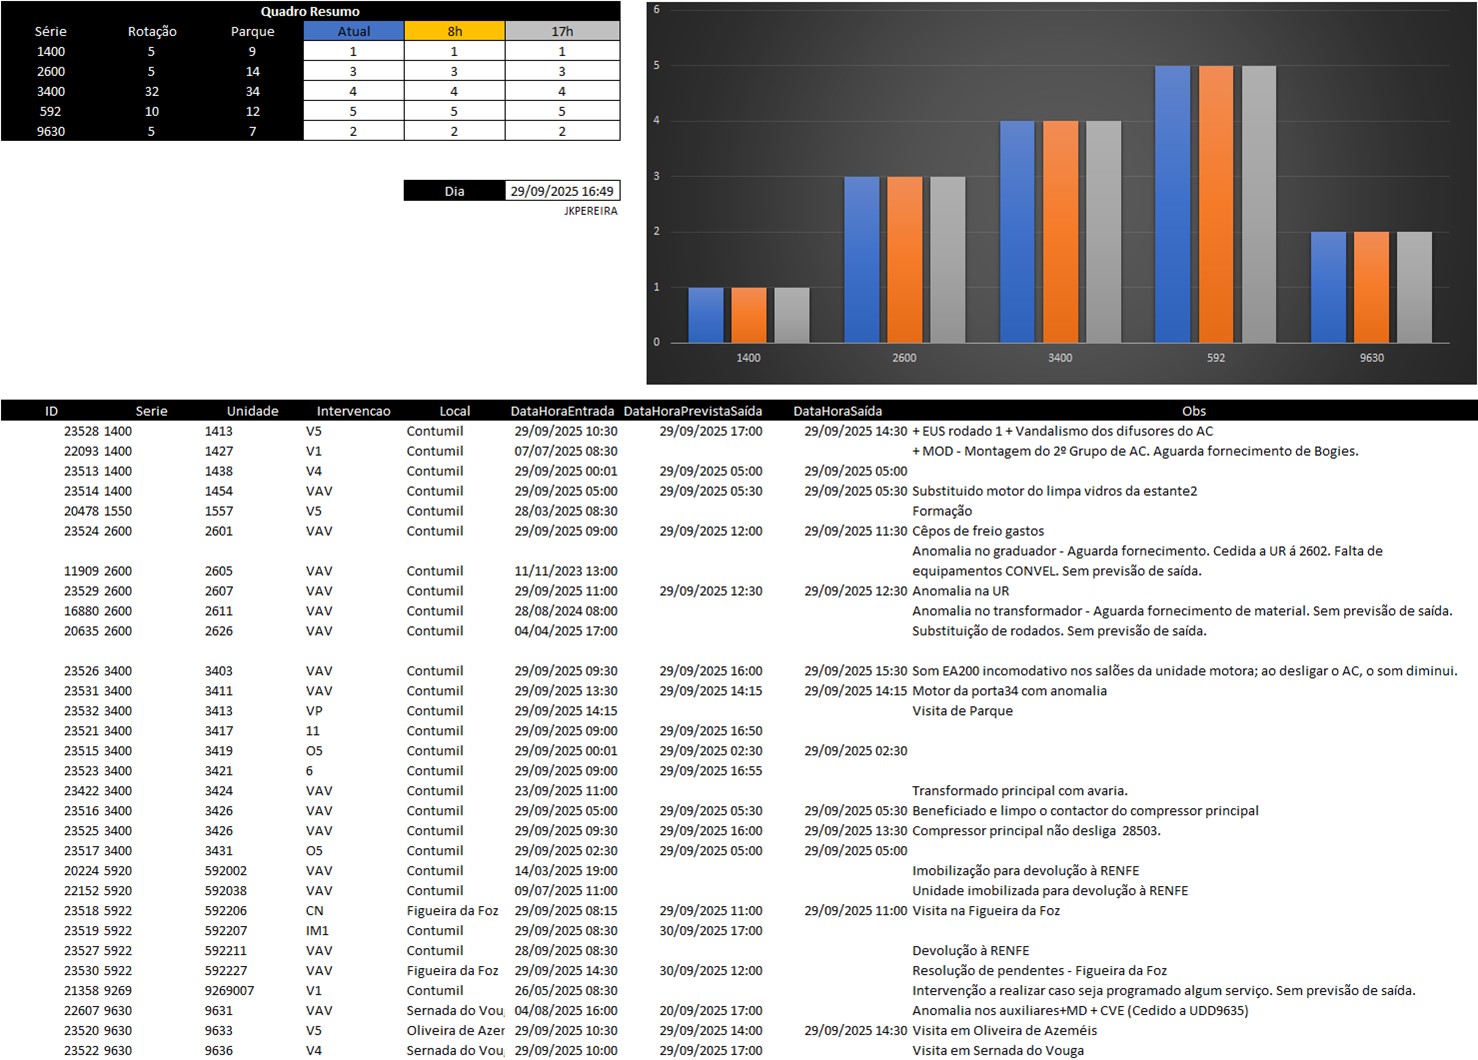 Quadro Resumo
Série Rotação Parque Atual 8h 17h
1400 5 9 1 1 1
2600 5 14 3 3 3
3400 32 34 4 4 4
592 10 12 5 5 5
9630 5 7 2 2 2
Dia 29/09/2025 16:49
JKPEREIRA
6
5
4
3
2
1
0
1400 2600 3400 592 9630
ID Serie Unidade Intervencao Local DataHoraEntrada DataHoraPrevistaSaída DataHoraSaída Obs
23528 1400 1413 V5 Contumil 29/09/2025 10:30 29/09/2025 17:00 29/09/2025 14:30 + EUS rodado 1 + Vandalismo dos difusores do AC
22093 1400 1427 V1 Contumil 07/07/2025 08:30 + MOD - Montagem do 2º Grupo de AC. Aguarda fornecimento de Bogies.
23513 1400 1438 V4 Contumil 29/09/2025 00:01 29/09/2025 05:00 29/09/2025 05:00
23514 1400 1454 VAV Contumil 29/09/2025 05:00 29/09/2025 05:30 29/09/2025 05:30 Substituido motor do limpa vidros da estante2
20478 1550 1557 V5 Contumil 28/03/2025 08:30 Formação
23524 2600 2601 VAV Contumil 29/09/2025 09:00 29/09/2025 12:00 29/09/2025 11:30 Cêpos de freio gastos
Anomalia no graduador - Aguarda fornecimento. Cedida a UR á 2602. Falta de
11909 2600 2605 VAV Contumil 11/11/2023 13:00 equipamentos CONVEL. Sem previsão de saída.
23529 2600 2607 VAV Contumil 29/09/2025 11:00 29/09/2025 12:30 29/09/2025 12:30 Anomalia na UR
16880 2600 2611 VAV Contumil 28/08/2024 08:00 Anomalia no transformador - Aguarda fornecimento de material. Sem previsão de saída.
20635 2600 2626 VAV Contumil 04/04/2025 17:00 Substituição de rodados. Sem previsão de saída.
23526 3400 3403 VAV Contumil 29/09/2025 09:30 29/09/2025 16:00 29/09/2025 15:30 Som EA200 incomodativo nos salões da unidade motora; ao desligar o AC, o som diminui.
23531 3400 3411 VAV Contumil 29/09/2025 13:30 29/09/2025 14:15 29/09/2025 14:15 Motor da porta34 com anomalia
23532 3400 3413 VP Contumil 29/09/2025 14:15 Visita de Parque
23521 3400 3417 11 Contumil 29/09/2025 09:00 29/09/2025 16:50
23515 3400 3419 O5 Contumil 29/09/2025 00:01 29/09/2025 02:30 29/09/2025 02:30
23523 3400 3421 6 Contumil 29/09/2025 09:00 29/09/2025 16:55
23422 3400 3424 VAV Contumil 23/09/2025 11:00 Transformado principal com avaria.
23516 3400 3426 VAV Contumil 29/09/2025 05:00 29/09/2025 05:30 29/09/2025 05:30 Beneficiado e limpo o contactor do compressor principal
23525 3400 3426 VAV Contumil 29/09/2025 09:30 29/09/2025 16:00 29/09/2025 13:30 Compressor principal não desliga 28503.
23517 3400 3431 O5 Contumil 29/09/2025 02:30 29/09/2025 05:00 29/09/2025 05:00
20224 5920 592002 VAV Contumil 14/03/2025 19:00 Imobilização para devolução à RENFE
22152 5920 592038 VAV Contumil 09/07/2025 11:00 Unidade imobilizada para devolução à RENFE
23518 5922 592206 CN Figueira da Foz 29/09/2025 08:15 29/09/2025 11:00 29/09/2025 11:00 Visita na Figueira da Foz
23519 5922 592207 IM1 Contumil 29/09/2025 08:30 30/09/2025 17:00
23527 5922 592211 VAV Contumil 28/09/2025 08:30 Devolução à RENFE
23530 5922 592227 VAV Figueira da Foz 29/09/2025 14:30 30/09/2025 12:00 Resolução de pendentes - Figueira da Foz
21358 9269 9269007 V1 Contumil 26/05/2025 08:30 Intervenção a realizar caso seja programado algum serviço. Sem previsão de saída.
22607 9630 9631 VAV Sernada do Vou 04/08/2025 16:00 20/09/2025 17:00 Anomalia nos auxiliares+MD + CVE (Cedido a UDD9635)
23520 9630 9633 V5 Oliveira de Azer 29/09/2025 10:30 29/09/2025 14:00 29/09/2025 14:30 Visita em Oliveira de Azeméis
23522 9630 9636 V4 Sernada do Vou 29/09/2025 10:00 29/09/2025 17:00 Visita em Sernada do Vouga